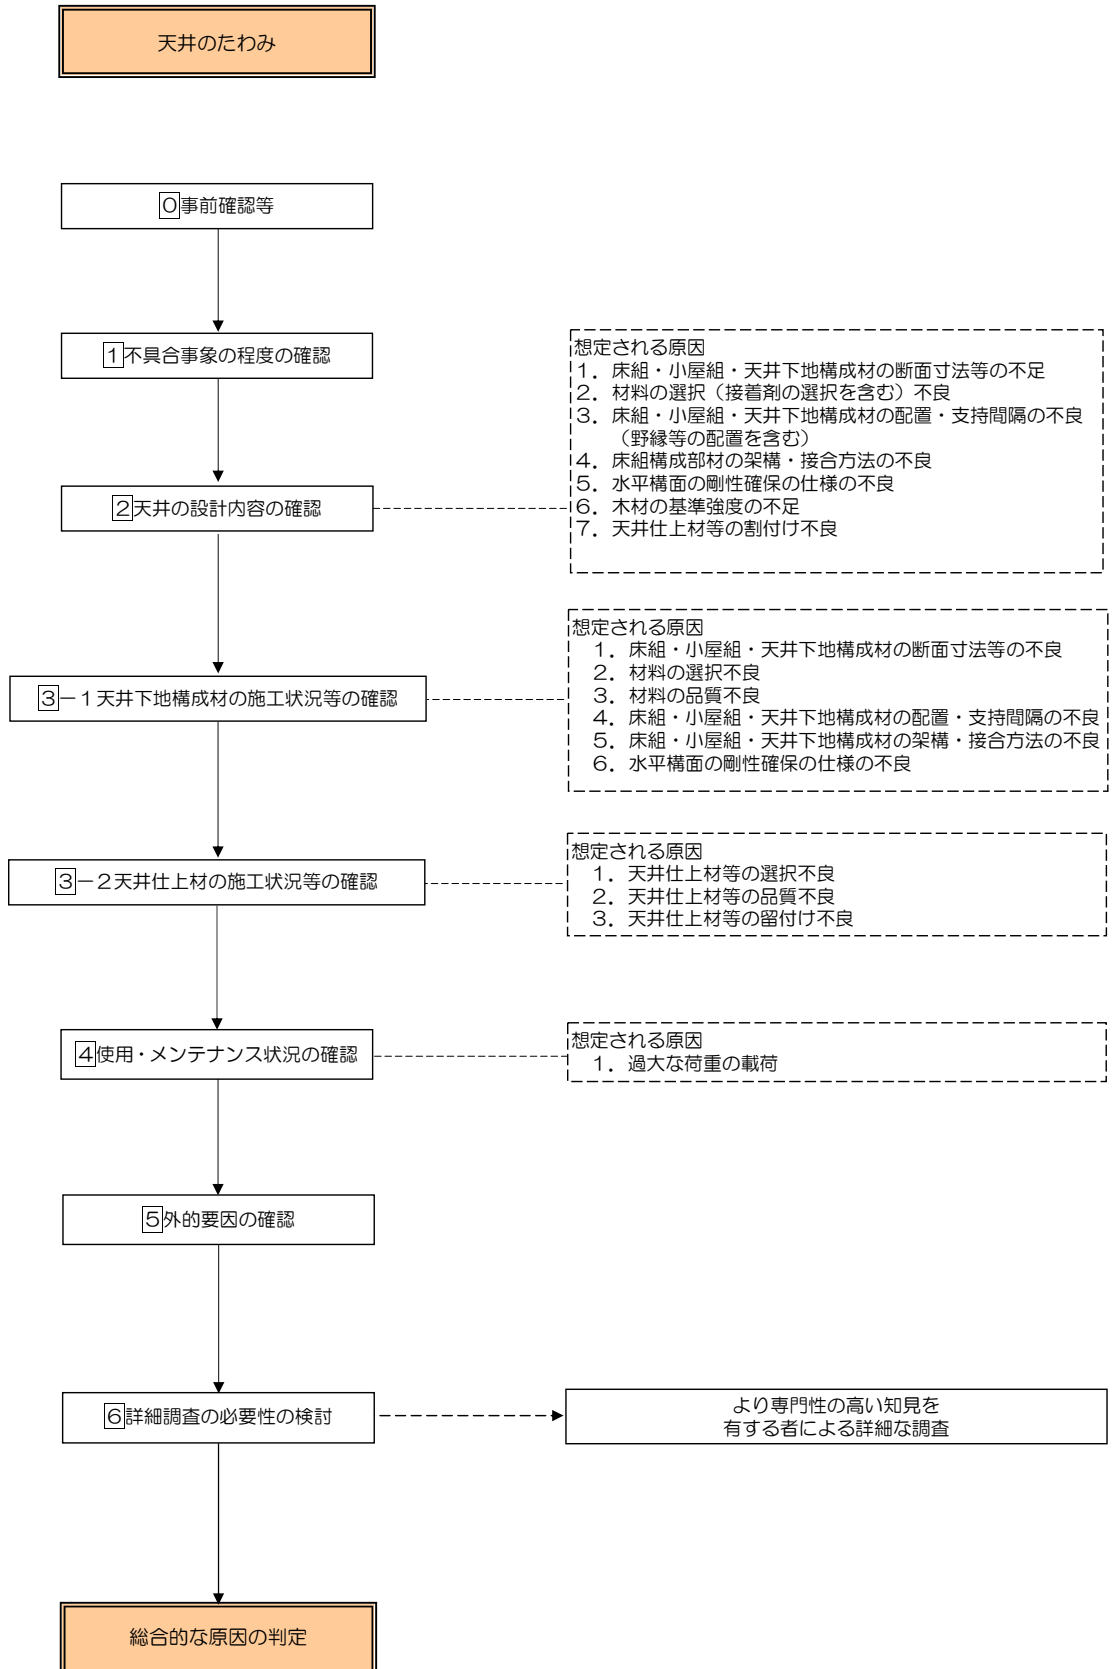 天井のたわみ
0事前確認等
1不具合事象の程度の確認
想定される原因
1．床組・小屋組・天井下地構成材の断面寸法等の不足
2．材料の選択（接着剤の選択を含む）不良
3．床組・小屋組・天井下地構成材の配置・支持間隔の不良
（野縁等の配置を含む）
4．床組構成部材の架構・接合方法の不良
5．水平構面の剛性確保の仕様の不良
6．木材の基準強度の不足
7．天井仕上材等の割付け不良
2天井の設計内容の確認
想定される原因
1．床組・小屋組・天井下地構成材の断面寸法等の不良
2．材料の選択不良
3．材料の品質不良
4．床組・小屋組・天井下地構成材の配置・支持間隔の不良
5．床組・小屋組・天井下地構成材の架構・接合方法の不良
6．水平構面の剛性確保の仕様の不良
3－1天井下地構成材の施工状況等の確認
想定される原因
1．天井仕上材等の選択不良
2．天井仕上材等の品質不良
3．天井仕上材等の留付け不良
3－2天井仕上材の施工状況等の確認
想定される原因
1．過大な荷重の載荷
4使用・メンテナンス状況の確認
5外的要因の確認
6詳細調査の必要性の検討
より専門性の高い知見を
有する者による詳細な調査
総合的な原因の判定